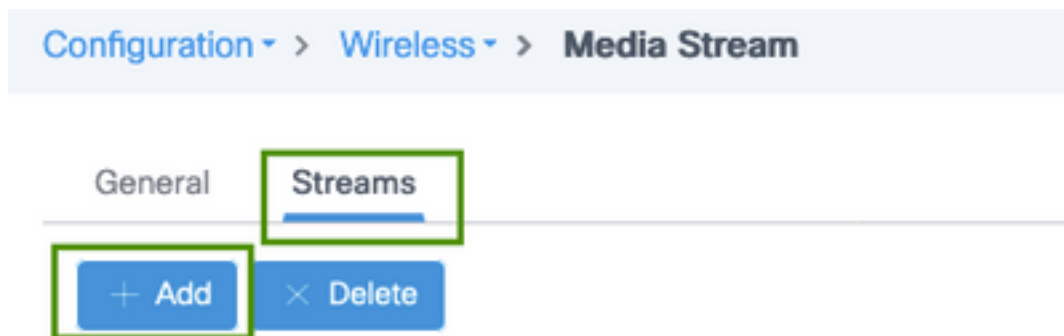 Configuration > Wireless > Media Stream
General Streams
+ Add × Delete